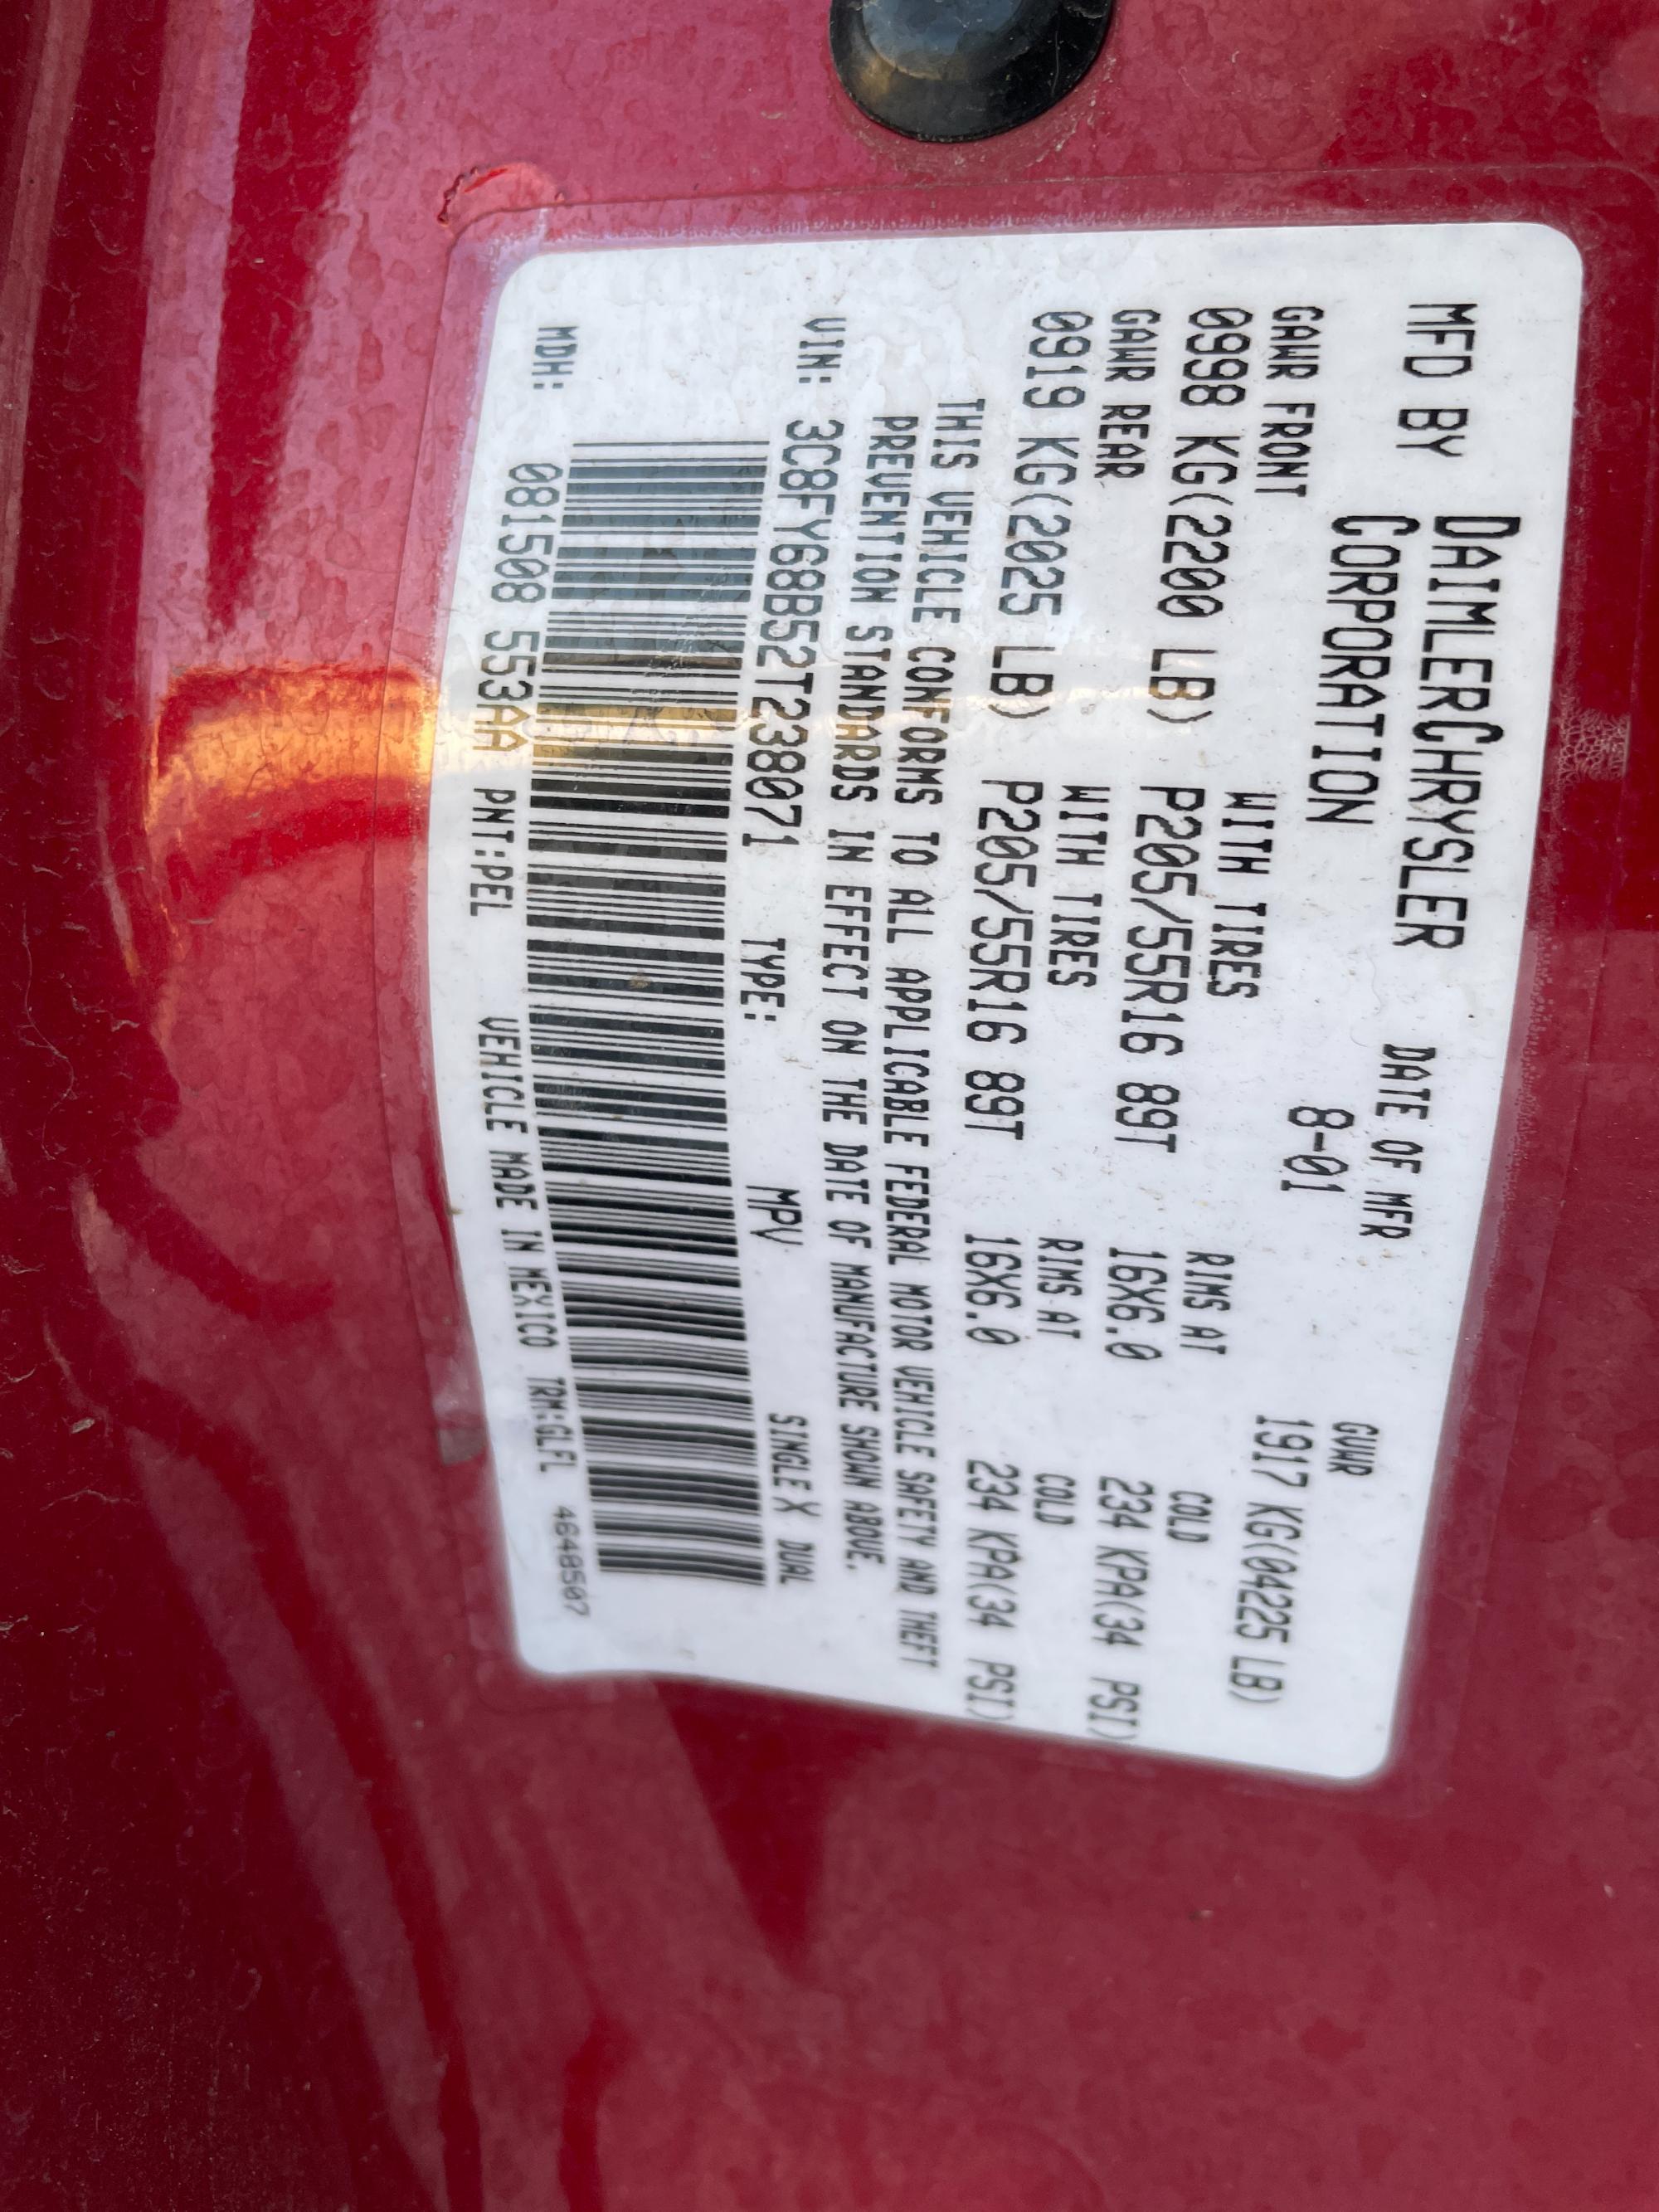 MFD BY DAIMLERCHRYSLER CORPORATION
DATE OF MFR 8-01
GVWR 1917 KG(04225 LB)
GAWR FRONT WITH TIRES RIMS AT COLD
0998 KG(2200 LB) P205/55R16 89T 16X6.0 234 KPA(34 PSI)
GAWR REAR WITH TIRES RIMS AT COLD
0919 KG(2025 LB) P205/55R16 89T 16X6.0 234 KPA(34 PSI)
THIS VEHICLE CONFORMS TO ALL APPLICABLE FEDERAL MOTOR VEHICLE SAFETY AND THEFT
PREVENTION STANDARDS IN EFFECT ON THE DATE OF MANUFACTURE SHOWN ABOVE.
VIN: 3C8FY68B52T238071 TYPE: MPV SINGLE X DUAL
MDH: 081508 553AA PNT:PEL VEHICLE MADE IN MEXICO TRM:GLFL 4648507